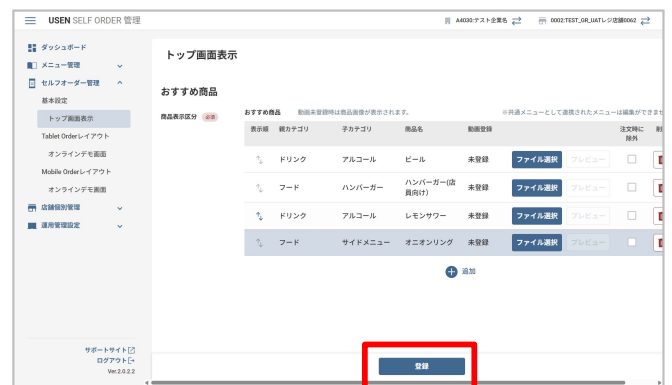 USEN SELF ORDER 管理
A4030:テスト企業名
0002:TEST_GR_UATレジ店舗0062
ダッシュボード
メニュー管理
セルフオーダー管理
基本設定
トップ画面表示
Tablet Orderレイアウト
オンラインデモ画面
Mobile Orderレイアウト
オンラインデモ画面
店舗個別管理
運用管理設定
サポートサイト
ログアウト
Ver.2.0.2.2
トップ画面表示
おすすめ商品
商品表示区分 必須
おすすめ商品 動画未登録時は商品画像が表示されます。 ※共通メニューとして連携されたメニューは編集ができませ
表示順 親カテゴリ 子カテゴリ 商品名 動画登録 注文時に除外 削
ドリンク アルコール ビール 未登録 ファイル選択 プレビュー
フード ハンバーガー ハンバーガー(店員向け) 未登録 ファイル選択 プレビュー
ドリンク アルコール レモンサワー 未登録 ファイル選択 プレビュー
フード サイドメニュー オニオンリング 未登録 ファイル選択 プレビュー
追加
登録